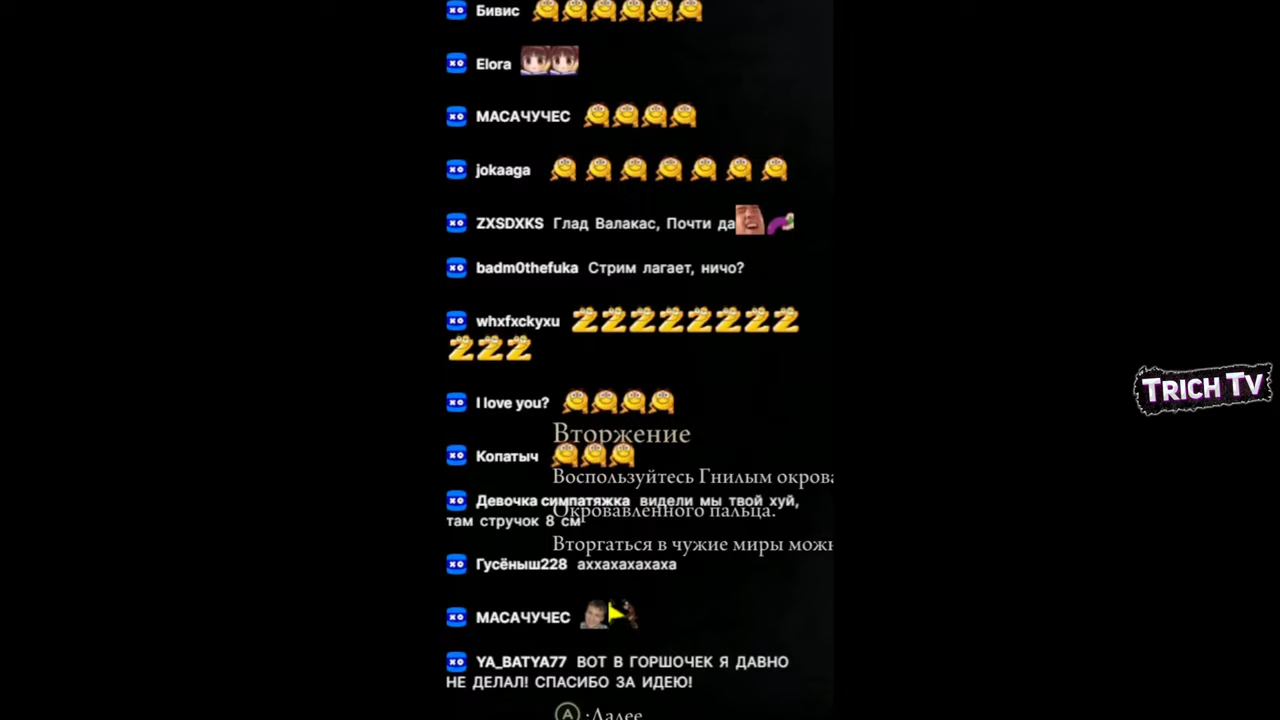 Бивис
Elora
МАСАЧУЧЕС
jokaaga
ZXSDXKS Глад Валакас, Почти да
badm0thefuka Стрим лагает, ничо?
whxfxckyxu
I love you?
Вторжение
Копатыч
Воспользуйтесь Гнилым окрова
Девочка симпатяжка видели мы твой хуй,
Окровавленного пальца.
там стручок 8 см
Вторгаться в чужие миры можн
Гусёныш228 аххахахахаха
МАСАЧУЧЕС
YA_BATYA77 ВОТ В ГОРШОЧЕК Я ДАВНО
НЕ ДЕЛАЛ! СПАСИБО ЗА ИДЕЮ!
A :Далее
TRICH TV